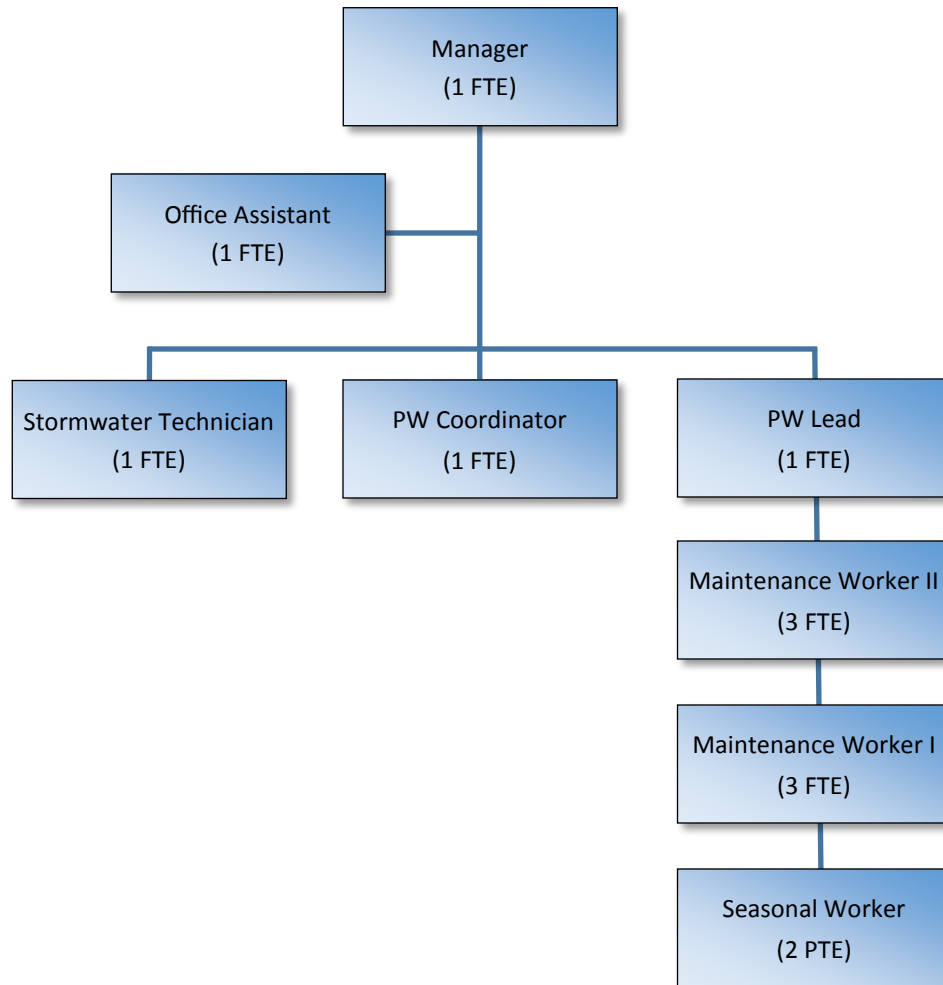 Manager
(1 FTE)
Office Assistant
(1 FTE)
Stormwater Technician
(1 FTE)
PW Coordinator
(1 FTE)
PW Lead
(1 FTE)
Maintenance Worker II
(3 FTE)
Maintenance Worker I
(3 FTE)
Seasonal Worker
(2 PTE)